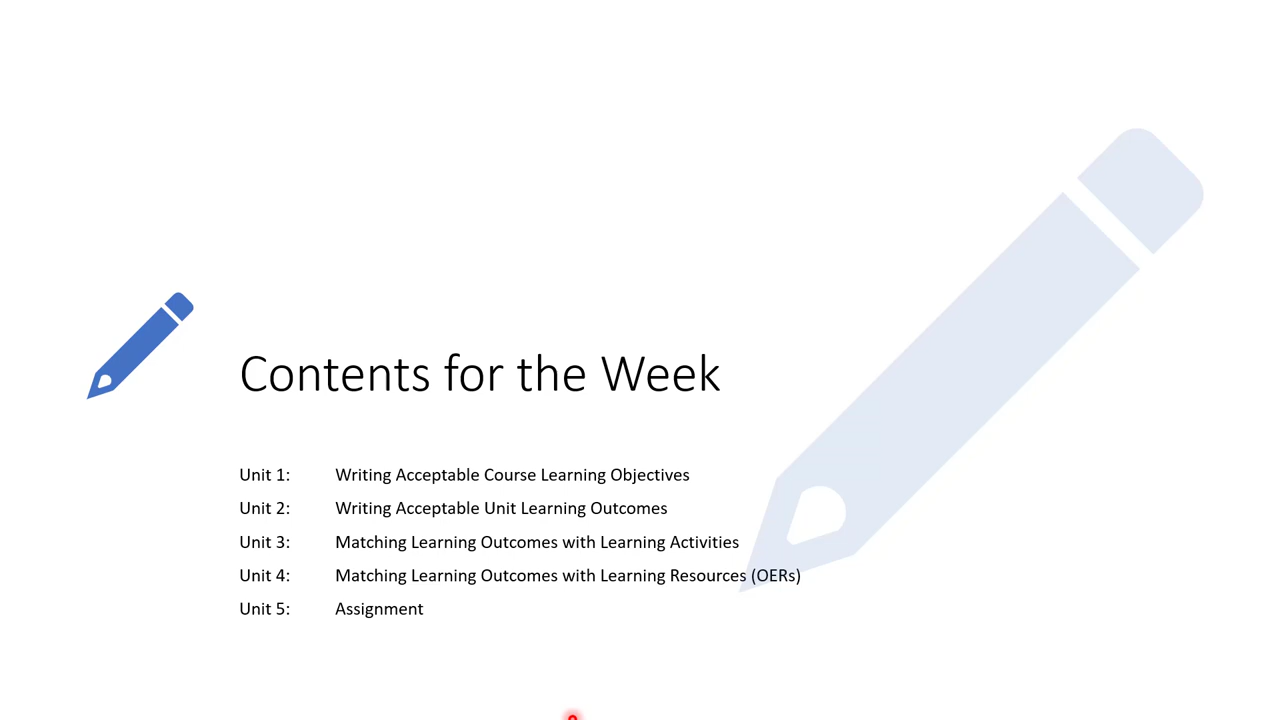 Contents for the Week
Unit 1: Writing Acceptable Course Learning Objectives
Unit 2: Writing Acceptable Unit Learning Outcomes
Unit 3: Matching Learning Outcomes with Learning Activities
Unit 4: Matching Learning Outcomes with Learning Resources (OERs)
Unit 5: Assignment